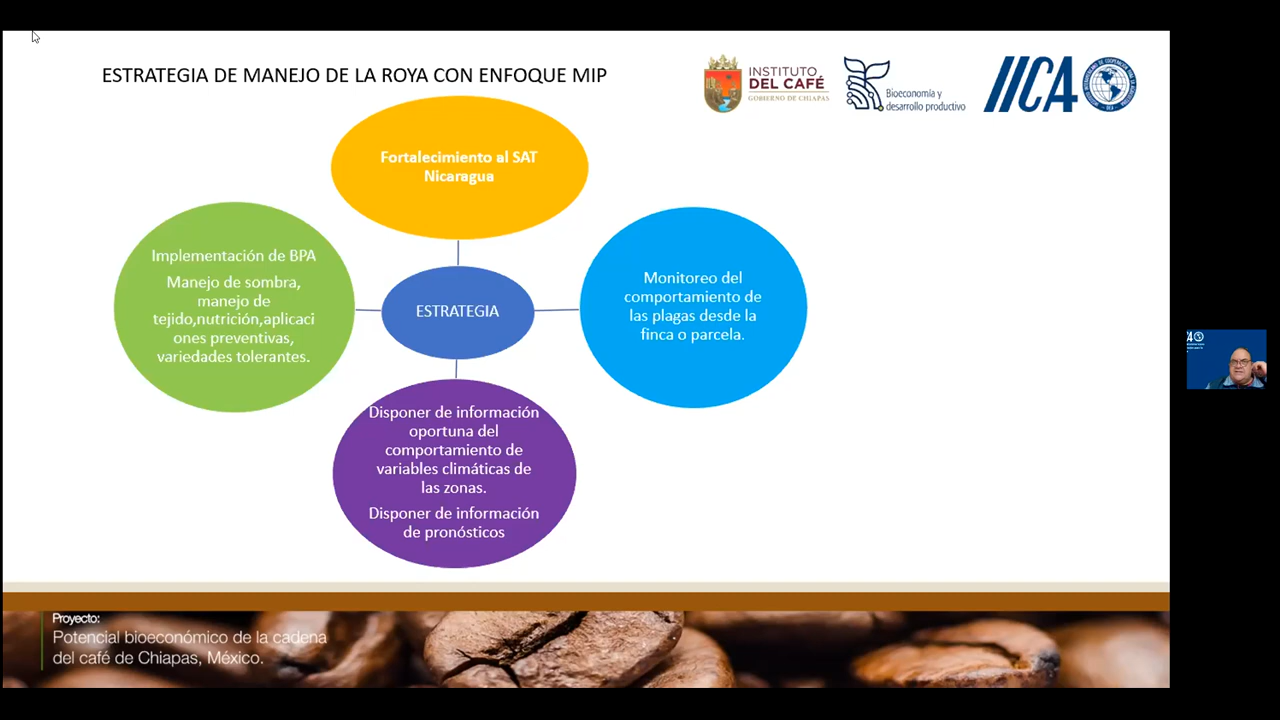 ESTRATEGIA DE MANEJO DE LA ROYA CON ENFOQUE MIP
INSTITUTO
DEL CAFÉ
GOBIERNO DE CHIAPAS
Bioeconomía y
desarrollo productivo
IICA
Fortalecimiento al SAT
Nicaragua
Implementación de BPA
Manejo de sombra,
manejo de
tejido,nutrición,aplicaci
ones preventivas,
variedades tolerantes.
ESTRATEGIA
Monitoreo del
comportamiento de
las plagas desde la
finca o parcela.
Disponer de información
oportuna del
comportamiento de
variables climáticas de
las zonas.
Disponer de información
de pronósticos
Proyecto:
Potencial bioeconómico de la cadena
del café de Chiapas, México.